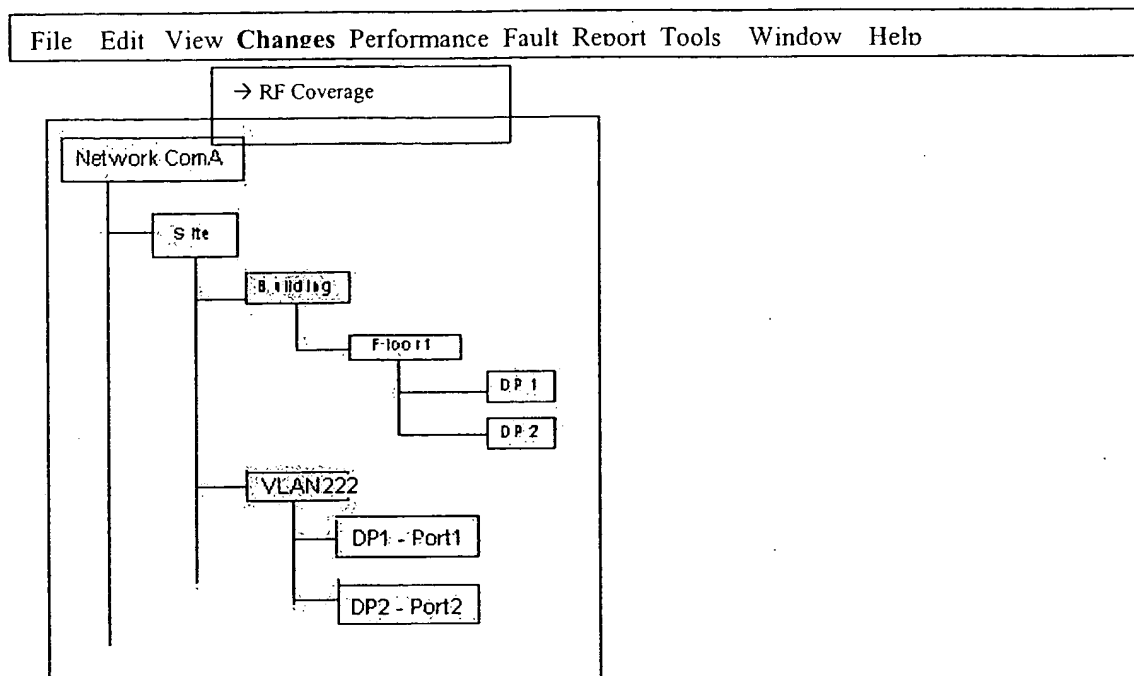 File Edit View Changes Performance Fault Report Tools Window Help
→ RF Coverage
Network ComA
Site
Building
Floor1
DP 1
DP 2
VLAN222
DP1 - Port1
DP2 - Port2